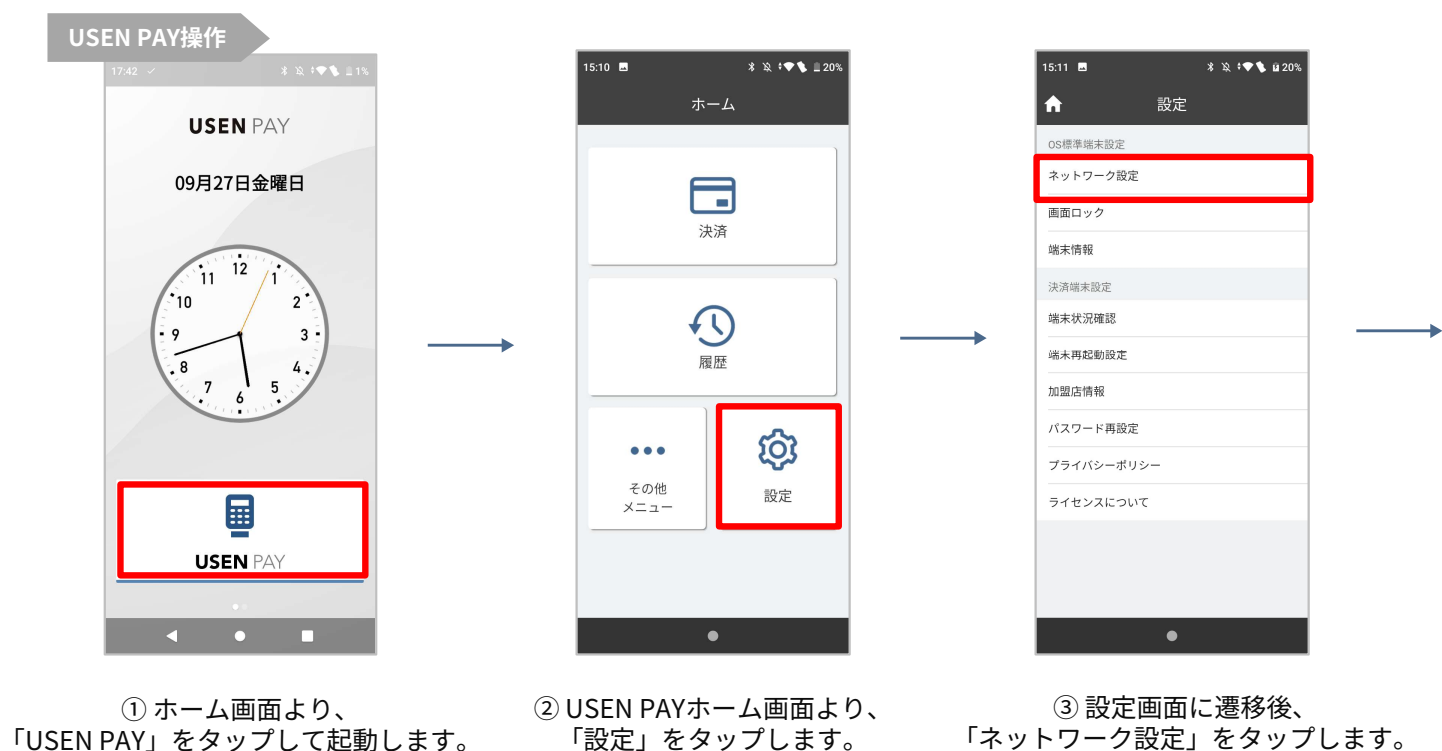 USEN PAY操作
17:42
1%
USEN PAY
09月27日金曜日
12
1
2
3
4
5
6
7
8
9
10
11
USEN PAY
① ホーム画面より、
「USEN PAY」をタップして起動します。
15:10
20%
ホーム
決済
履歴
その他
メニュー
設定
② USEN PAYホーム画面より、
「設定」をタップします。
15:11
20%
設定
OS標準端末設定
ネットワーク設定
画面ロック
端末情報
決済端末設定
端末状況確認
端末再起動設定
加盟店情報
パスワード再設定
プライバシーポリシー
ライセンスについて
③ 設定画面に遷移後、
「ネットワーク設定」をタップします。